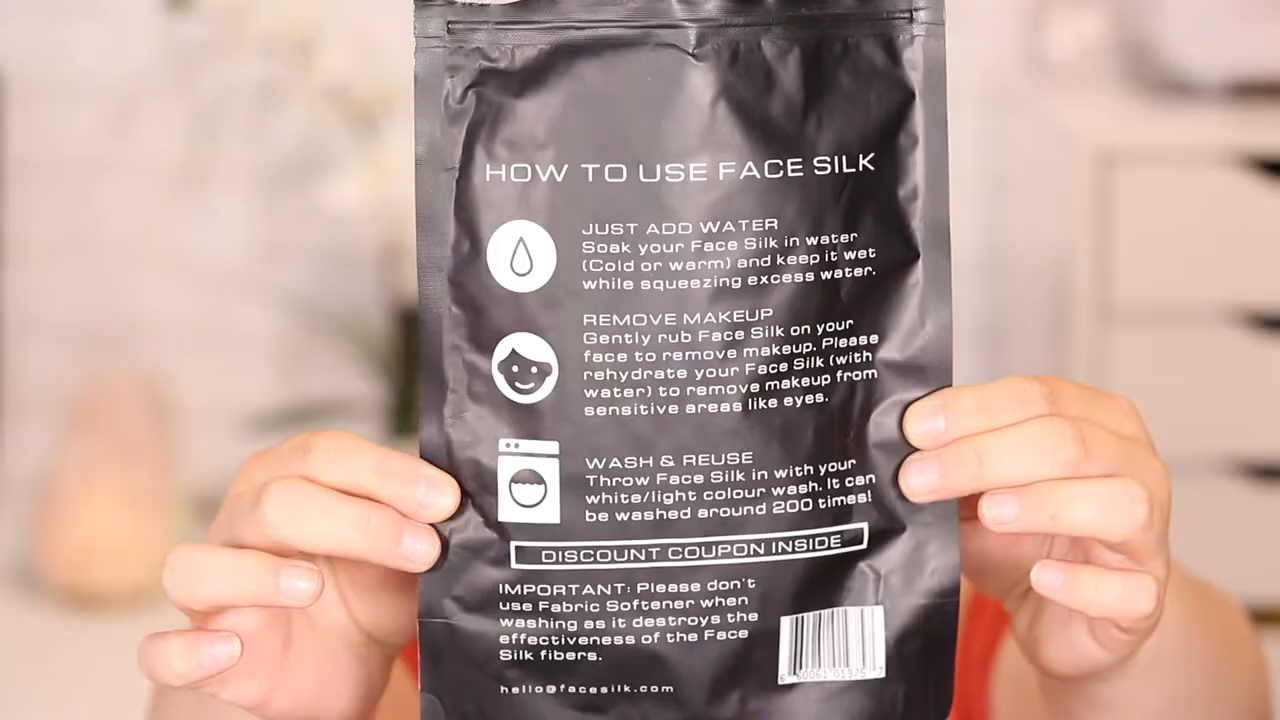 HOW TO USE FACE SILK
JUST ADD WATER
Soak your Face Silk in water
(Cold or warm) and keep it wet
while squeezing excess water.
REMOVE MAKEUP
Gently rub Face Silk on your
face to remove makeup. Please
rehydrate your Face Silk (with
water) to remove makeup from
sensitive areas like eyes.
WASH & REUSE
Throw Face Silk in with your
white/light colour wash. It can
be washed around 200 times!
DISCOUNT COUPON INSIDE
IMPORTANT: Please don't
use Fabric Softener when
washing as it destroys the
effectiveness of the Face
Silk fibers.
hello@facesilk.com